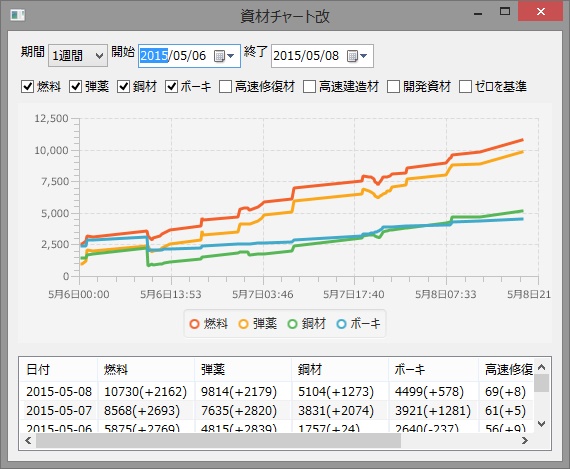 資材チャート改
期間 1週間 開始 2015/05/06 終了 2015/05/08
燃料 弾薬 鋼材 ボーキ 高速修復材 高速建造材 開発資材 ゼロを基準
12,500
10,000
7,500
5,000
2,500
0
5月6日00:00 5月6日13:53 5月7日03:46 5月7日17:40 5月8日07:33 5月8日21
燃料 弾薬 鋼材 ボーキ
日付 燃料 弾薬 鋼材 ボーキ 高速修復
2015-05-08 10730(+2162) 9814(+2179) 5104(+1273) 4499(+578) 69(+8)
2015-05-07 8568(+2693) 7635(+2820) 3831(+2074) 3921(+1281) 61(+5)
2015-05-06 5875(+2769) 4815(+2839) 1757(+24) 2640(-237) 56(+9)